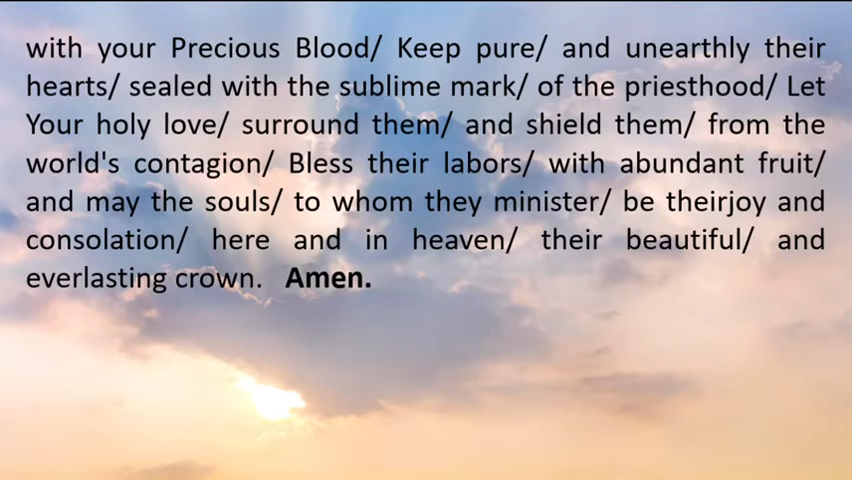 with your Precious Blood/ Keep pure/ and unearthly their
hearts/ sealed with the sublime mark/ of the priesthood/ Let
Your holy love/ surround them/ and shield them/ from the
world's contagion/ Bless their labors/ with abundant fruit/
and may the souls/ to whom they minister/ be theirjoy and
consolation/ here and in heaven/ their beautiful/ and
everlasting crown. Amen.